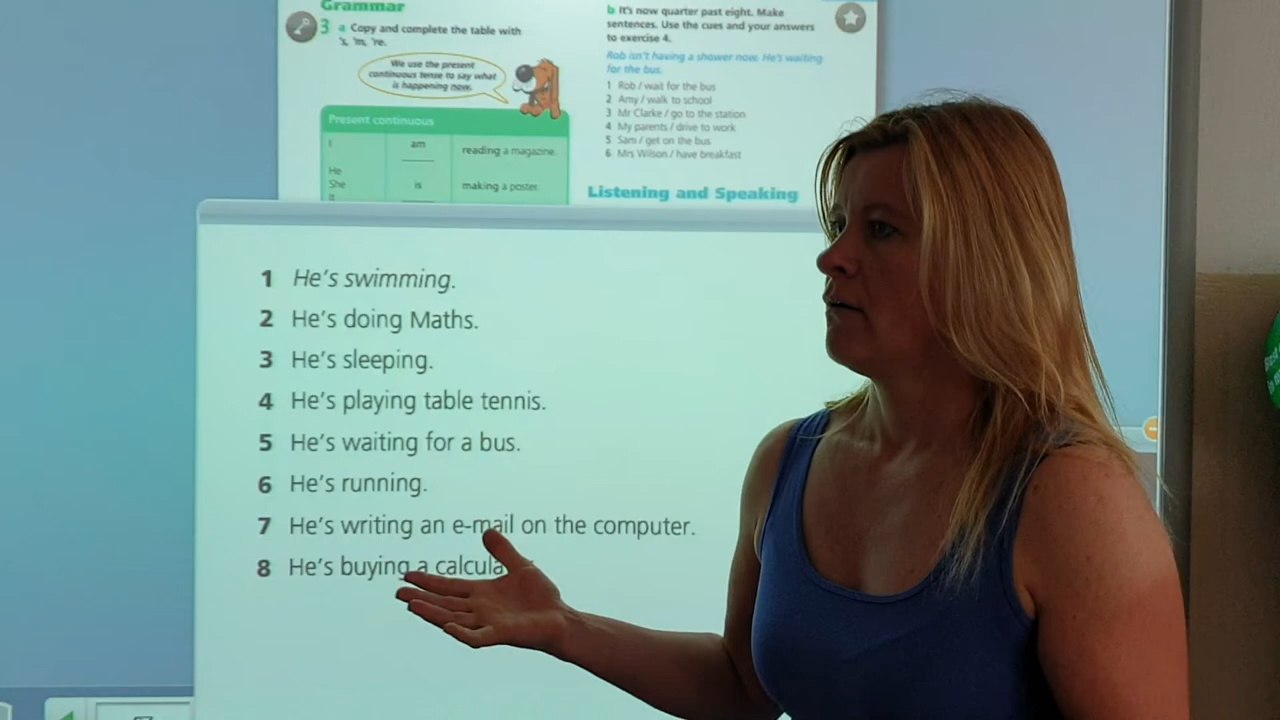 Grammar
3 a Copy and complete the table with
's, 'm, 're.
We use the present
continuous tense to say what
is happening now.
Present continuous
I am reading a magazine.
He
She is making a poster.
It
b It's now quarter past eight. Make
sentences. Use the cues and your answers
to exercise 4.
Rob isn't having a shower now. He's waiting
for the bus.
1 Rob / wait for the bus
2 Amy / walk to school
3 Mr Clarke / go to the station
4 My parents / drive to work
5 Sam / get on the bus
6 Mrs Wilson / have breakfast
Listening and Speaking
1 He's swimming.
2 He's doing Maths.
3 He's sleeping.
4 He's playing table tennis.
5 He's waiting for a bus.
6 He's running.
7 He's writing an e-mail on the computer.
8 He's buying a calcula